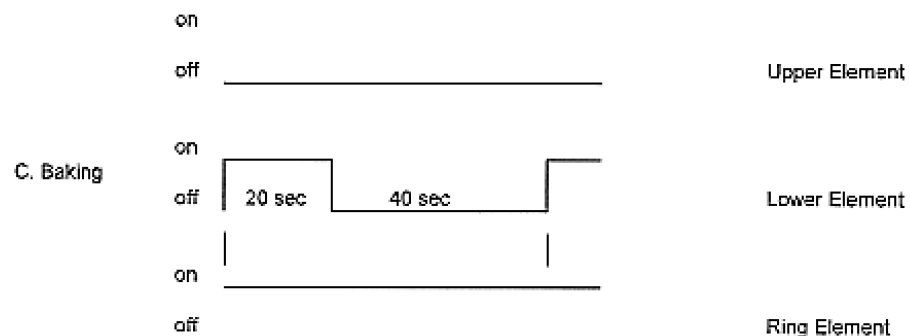 on
off
Upper Element
on
C. Baking
off
20 sec
40 sec
Lower Element
on
off
Ring Element